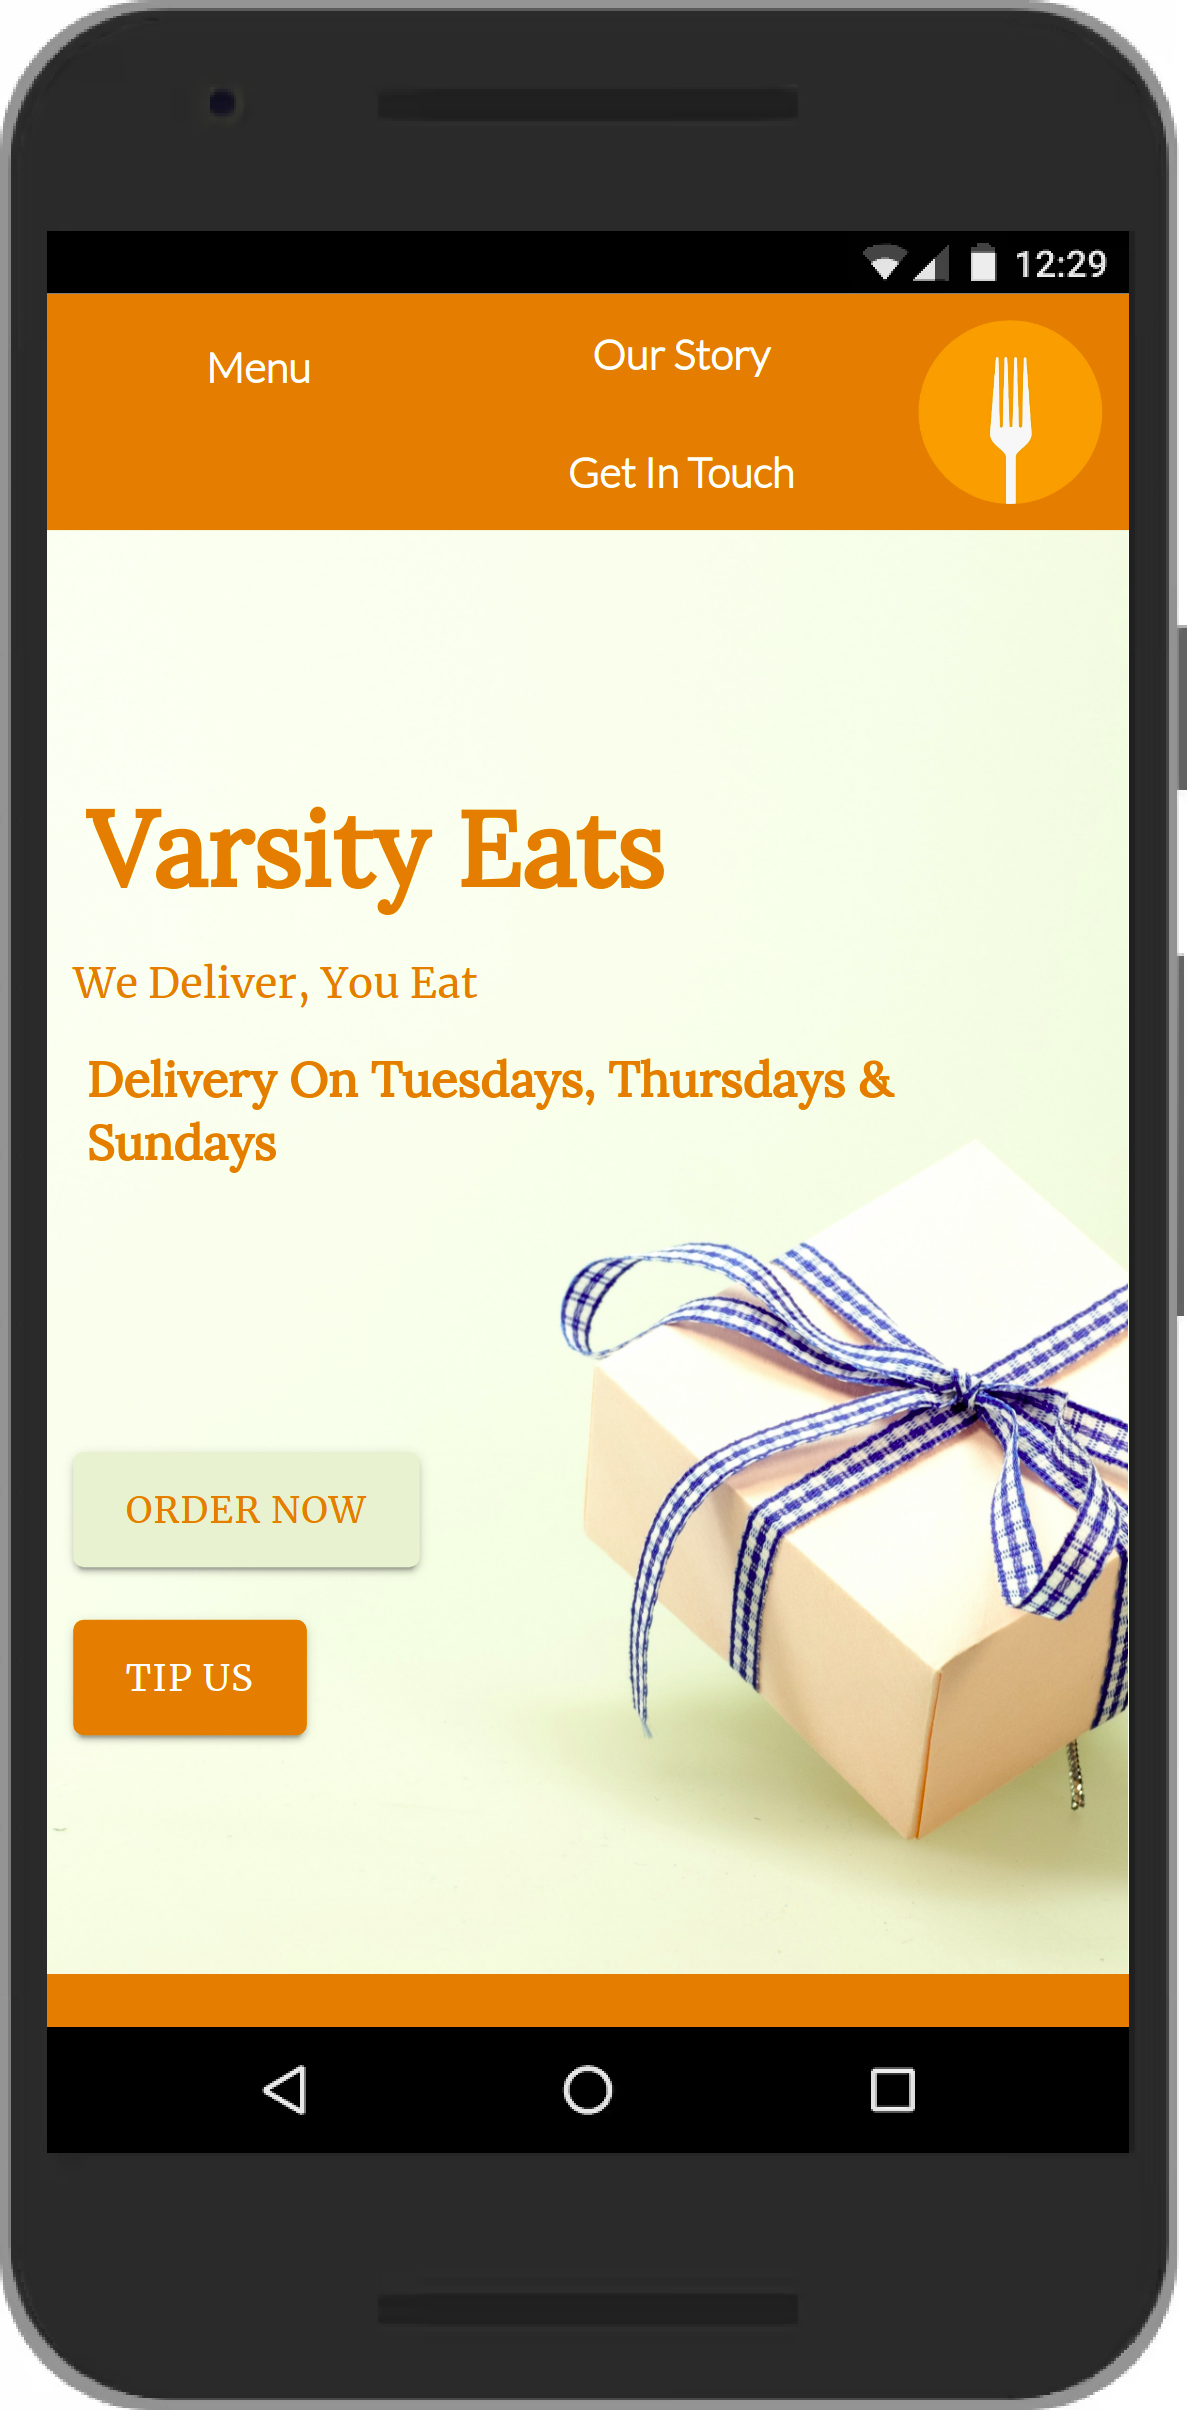 12:29
Menu
Our Story
Get In Touch
Varsity Eats
We Deliver, You Eat
Delivery On Tuesdays, Thursdays &
Sundays
ORDER NOW
TIP US